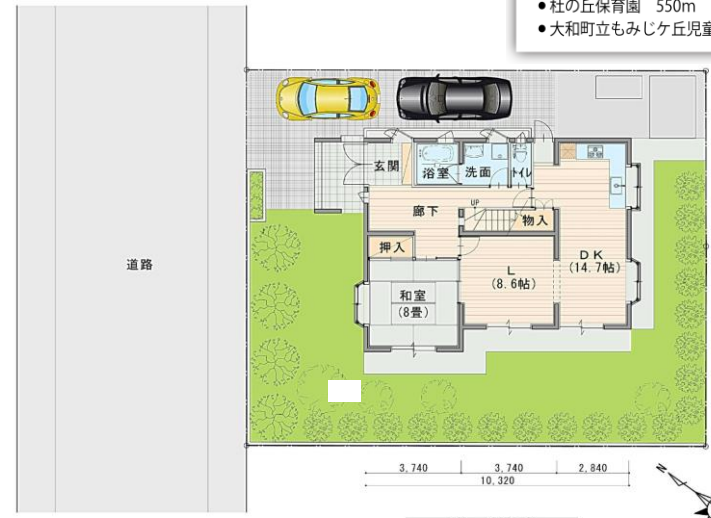 ● 杜の丘保育園 550m
● 大和町立もみじケ丘児童
道路
玄関
浴室
洗面
トイレ
廊下
UP
物入
押入
和室
(8畳)
L
(8.6帖)
DK
(14.7帖)
3,740
3,740
2,840
10,320
N